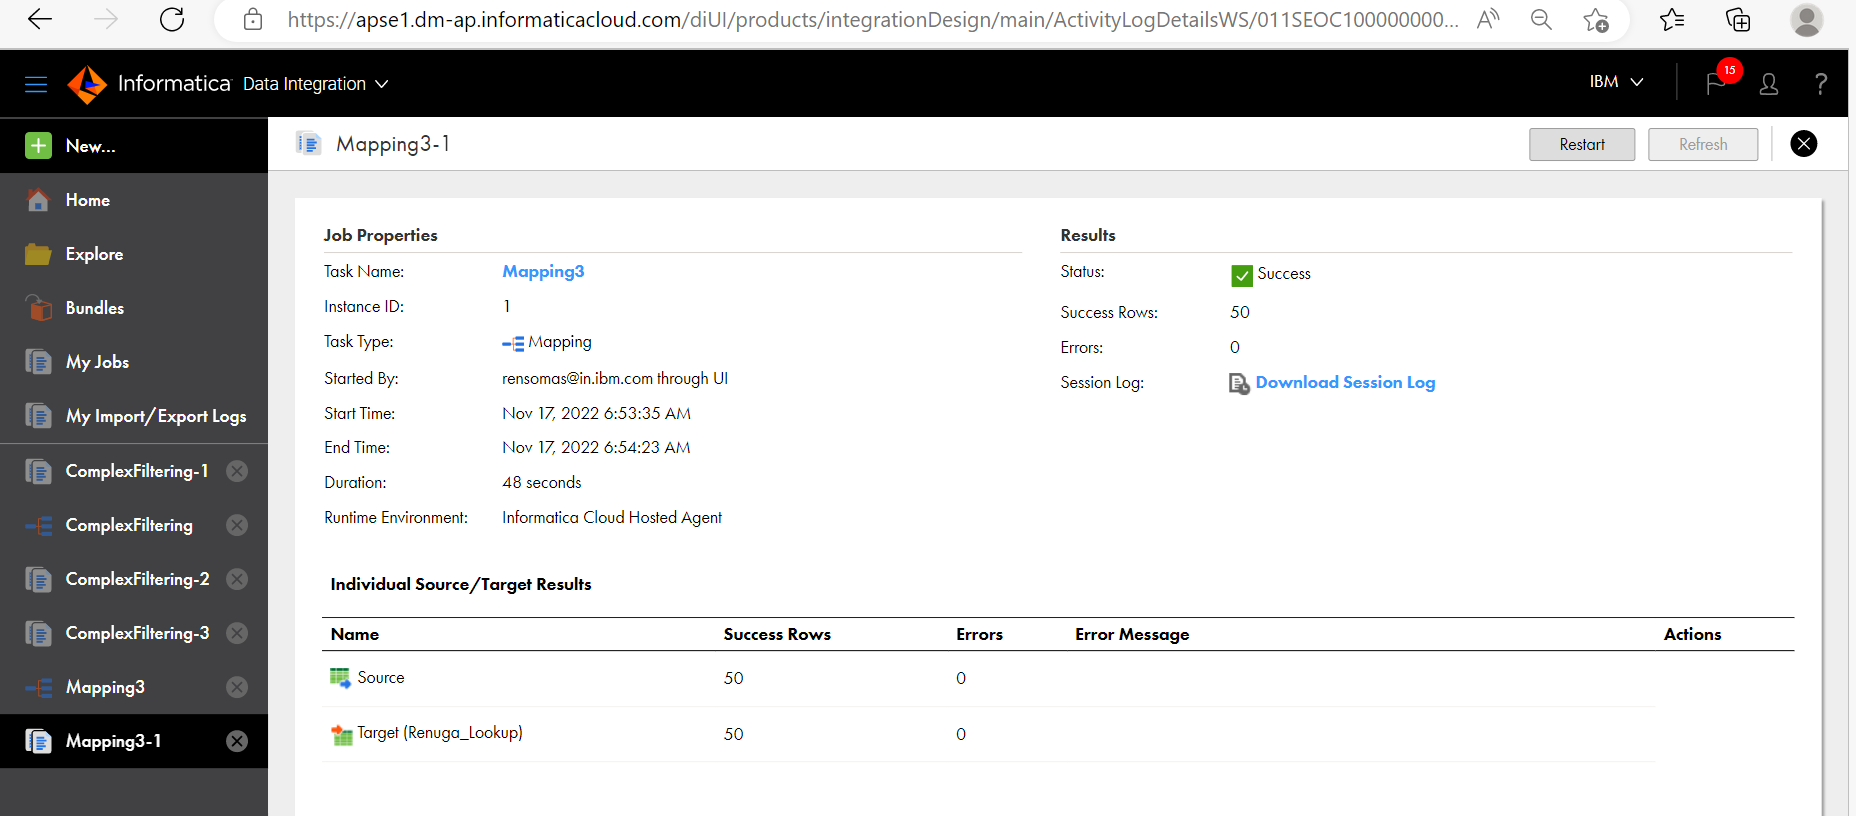 https://apse1.dm-ap.informaticacloud.com/diUI/products/integrationDesign/main/ActivityLogDetailsWS/011SEOC100000000...
Informatica Data Integration
IBM
15
?
New...
Home
Explore
Bundles
My Jobs
My Import/Export Logs
ComplexFiltering-1
ComplexFiltering
ComplexFiltering-2
ComplexFiltering-3
Mapping3
Mapping3-1
Mapping3-1
Restart
Refresh
Job Properties
Task Name: Mapping3
Instance ID: 1
Task Type: Mapping
Started By: rensomas@in.ibm.com through UI
Start Time: Nov 17, 2022 6:53:35 AM
End Time: Nov 17, 2022 6:54:23 AM
Duration: 48 seconds
Runtime Environment: Informatica Cloud Hosted Agent
Results
Status: Success
Success Rows: 50
Errors: 0
Session Log: Download Session Log
Individual Source/Target Results
Name Success Rows Errors Error Message Actions
Source 50 0
Target (Renuga_Lookup) 50 0